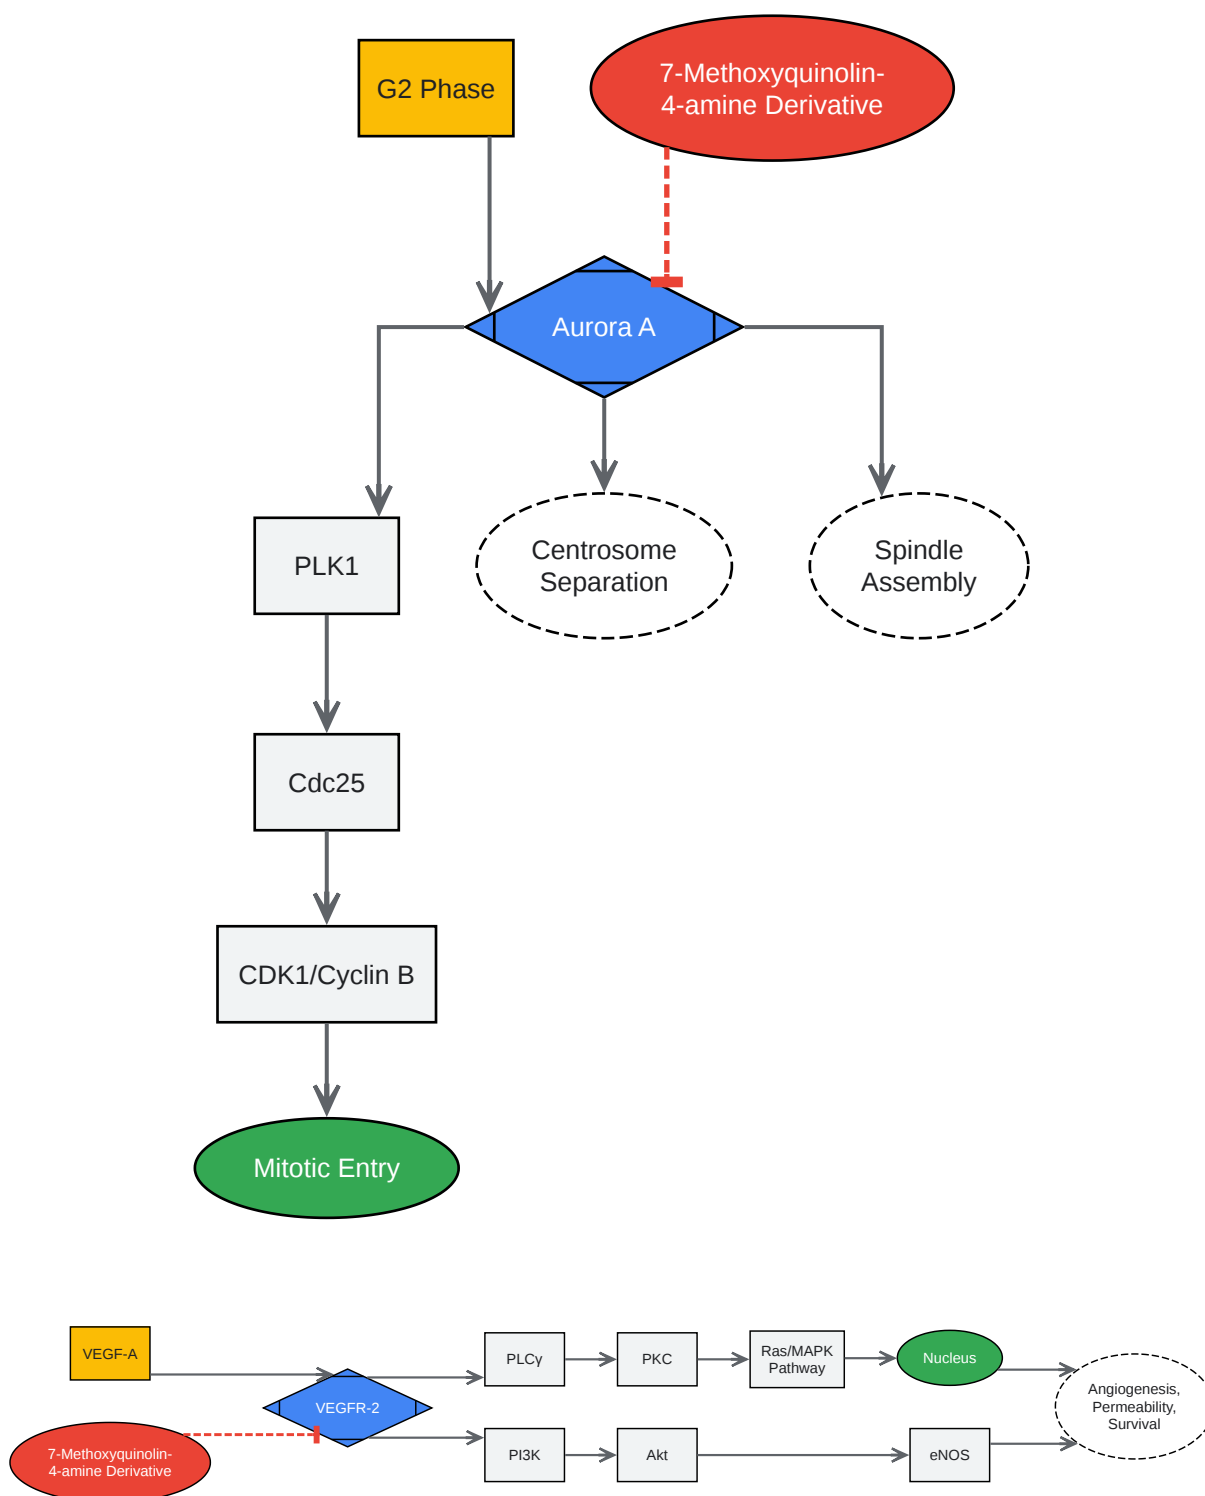 G2 Phase
7-Methoxyquinolin-
4-amine Derivative
Aurora A
PLK1
Centrosome
Separation
Spindle
Assembly
Cdc25
CDK1/Cyclin B
Mitotic Entry
VEGF-A
7-Methoxyquinolin-
4-amine Derivative
VEGFR-2
PLCγ
PKC
Ras/MAPK
Pathway
Nucleus
PI3K
Akt
eNOS
Angiogenesis,
Permeability,
Survival